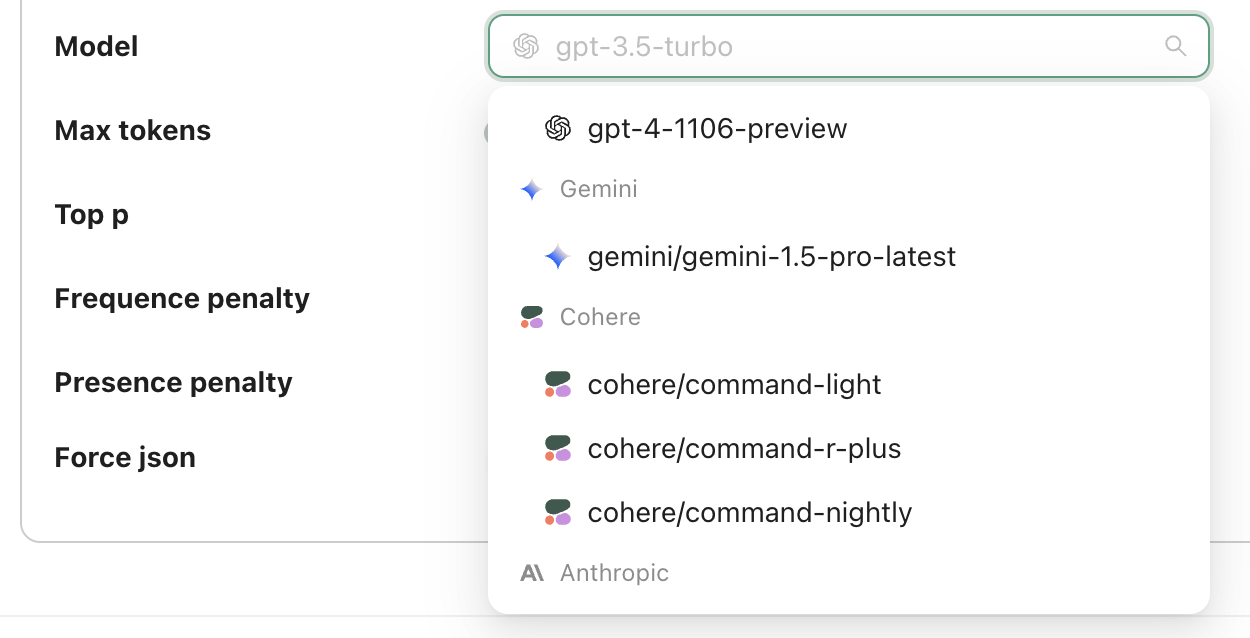 Model
gpt-3.5-turbo
Max tokens
gpt-4-1106-preview
Gemini
Top p
gemini/gemini-1.5-pro-latest
Frequence penalty
Cohere
Presence penalty
cohere/command-light
cohere/command-r-plus
Force json
cohere/command-nightly
Anthropic